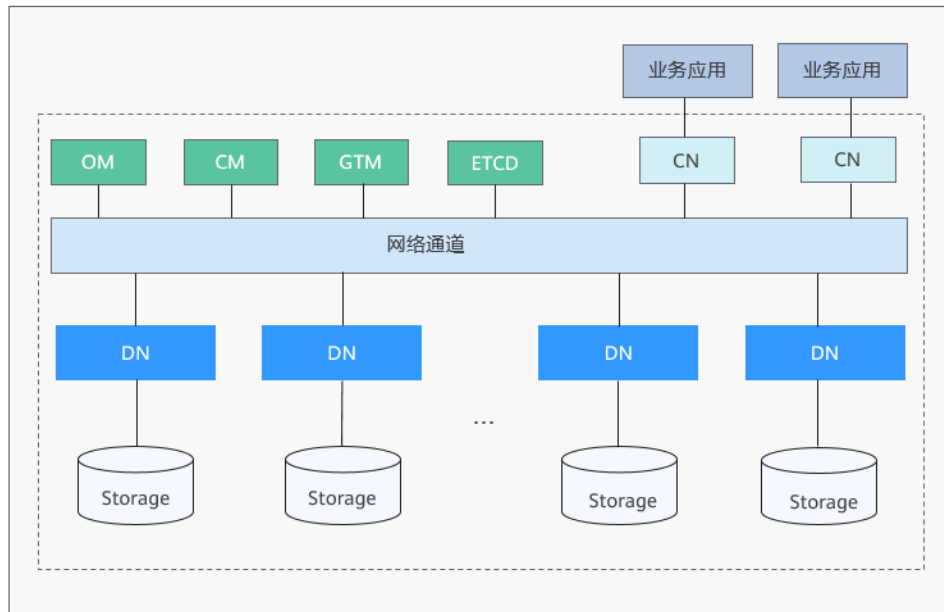 业务应用
业务应用
OM
CM
GTM
ETCD
CN
CN
网络通道
DN
DN
DN
DN
...
Storage
Storage
Storage
Storage